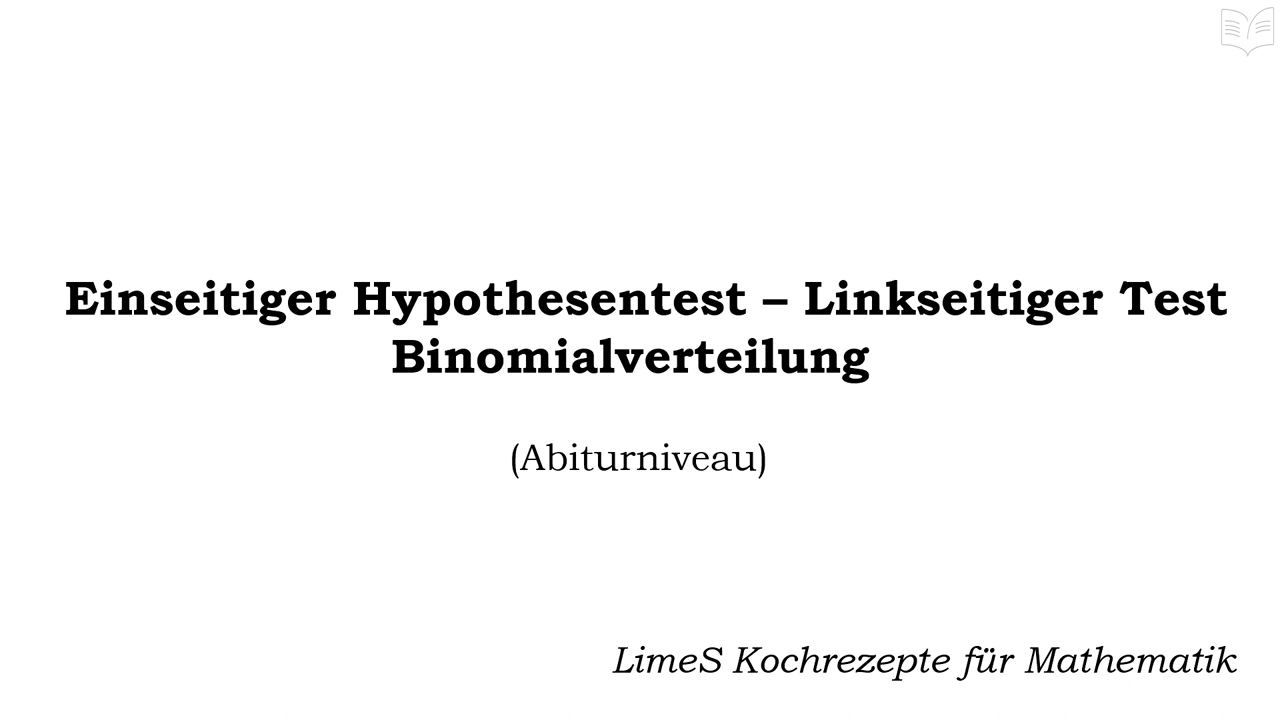 Einseitiger Hypothesentest – Linkseitiger Test
Binomialverteilung
(Abiturniveau)
LimeS Kochrezepte für Mathematik